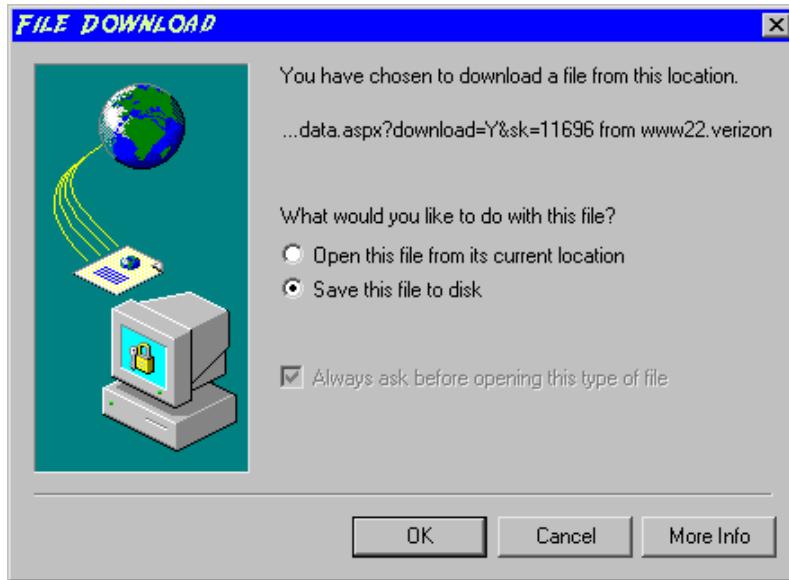 FILE DOWNLOAD
You have chosen to download a file from this location.
...data.aspx?download=Y&sk=11696 from www22.verizon
What would you like to do with this file?
Open this file from its current location
Save this file to disk
Always ask before opening this type of file
OK Cancel More Info